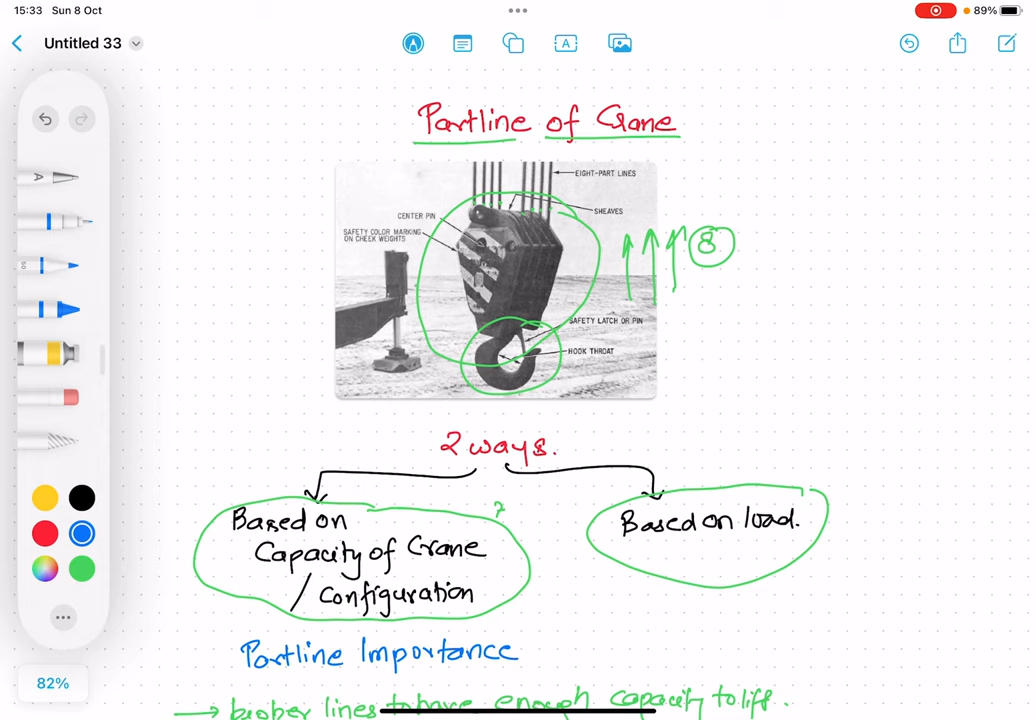 15:33 Sun 8 Oct
89%
Untitled 33
A
A
50
Partline of Crane
EIGHT-PART LINES
SHEAVES
CENTER PIN
SAFETY COLOR MARKING
ON CHEEK WEIGHTS
8
SAFETY LATCH OR PIN
HOOK THROAT
2 ways.
Based on
Capacity of Crane
/ Configuration
Based on load.
Partline Importance
82%
→ proper lines to have enough capacity to lift.